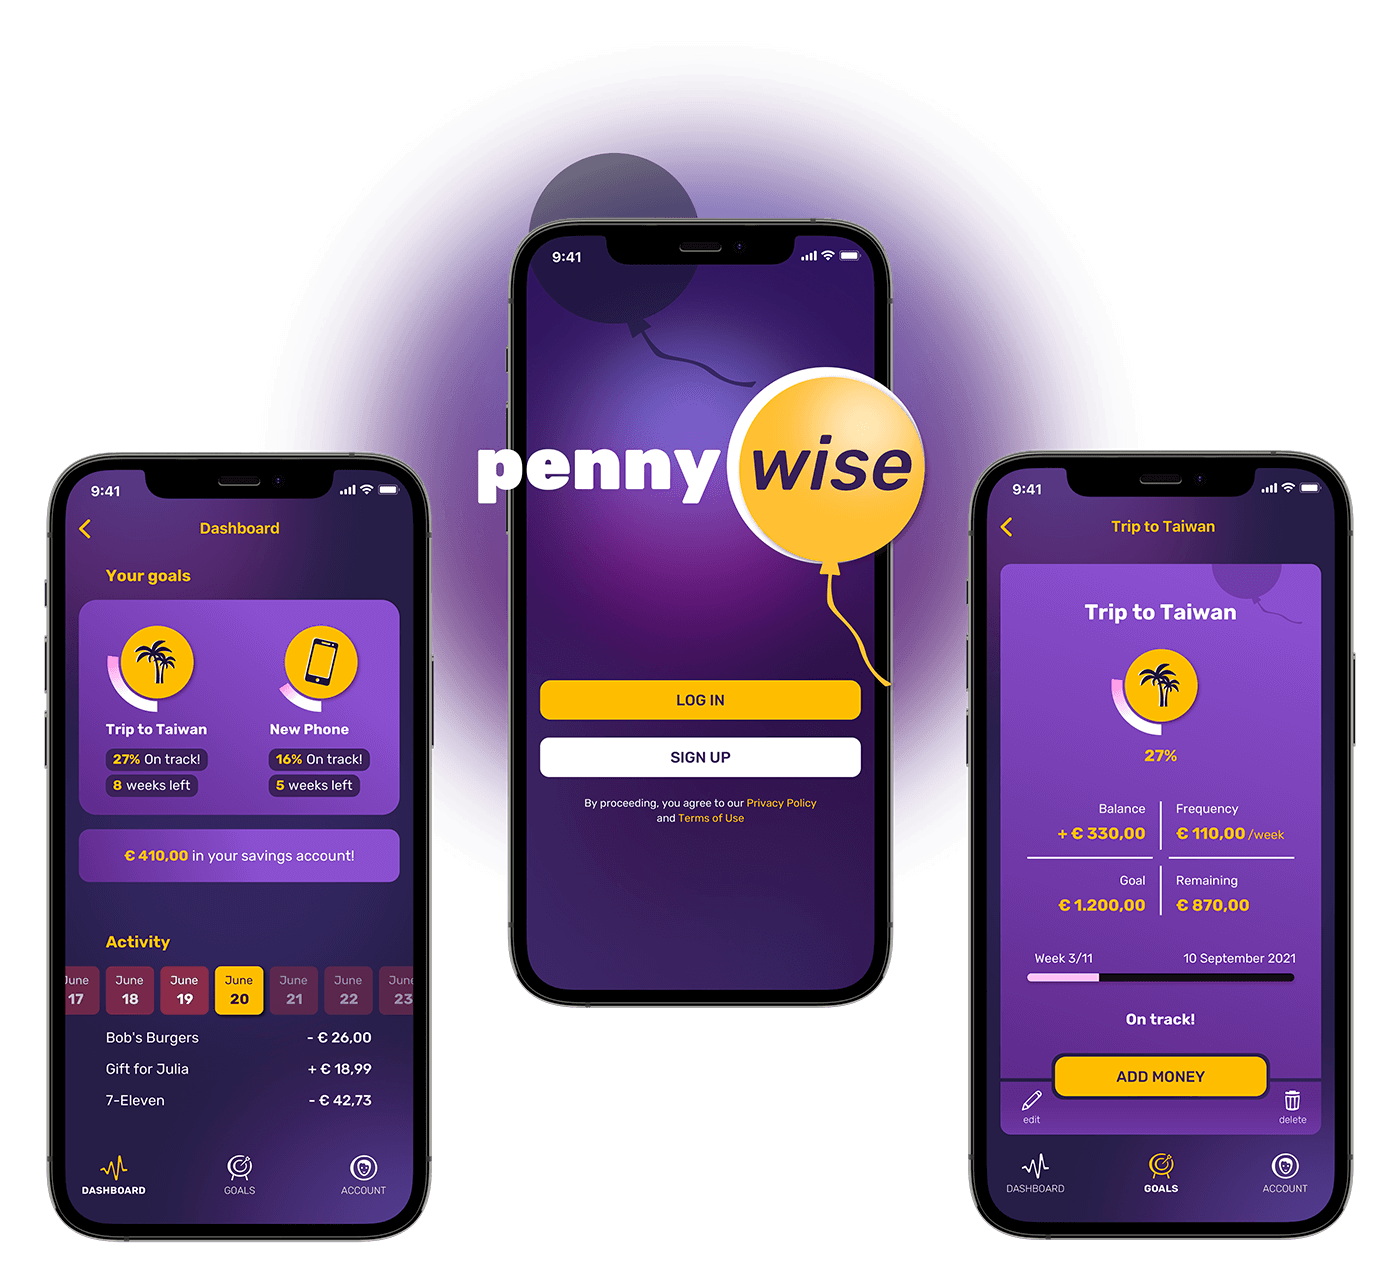 9:41
penny wise
LOG IN
SIGN UP
By proceeding, you agree to our Privacy Policy
and Terms of Use
9:41
Dashboard
Your goals
Trip to Taiwan
27% On track!
8 weeks left
New Phone
16% On track!
5 weeks left
€ 410,00 in your savings account!
Activity
June 17
June 18
June 19
June 20
June 21
June 22
June 23
Bob's Burgers - € 26,00
Gift for Julia + € 18,99
7-Eleven - € 42,73
DASHBOARD GOALS ACCOUNT
9:41
Trip to Taiwan
Trip to Taiwan
27%
Balance
+ € 330,00
Frequency
€ 110,00 /week
Goal
€ 1.200,00
Remaining
€ 870,00
Week 3/11 10 September 2021
On track!
ADD MONEY
edit delete
DASHBOARD GOALS ACCOUNT